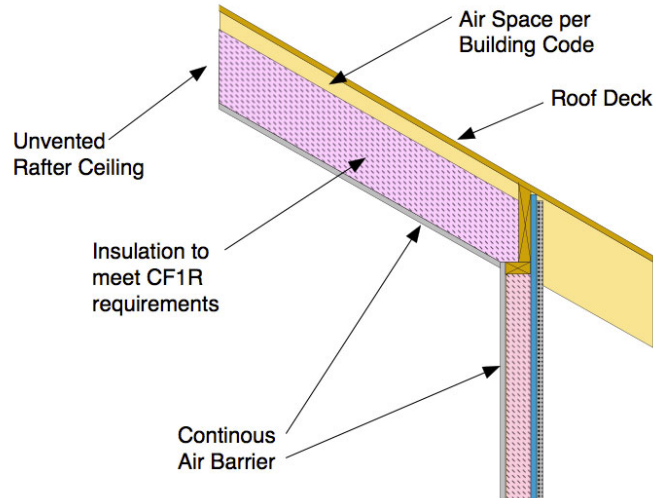 Air Space per
Building Code
Roof Deck
Unvented
Rafter Ceiling
Insulation to
meet CF1R
requirements
Continous
Air Barrier